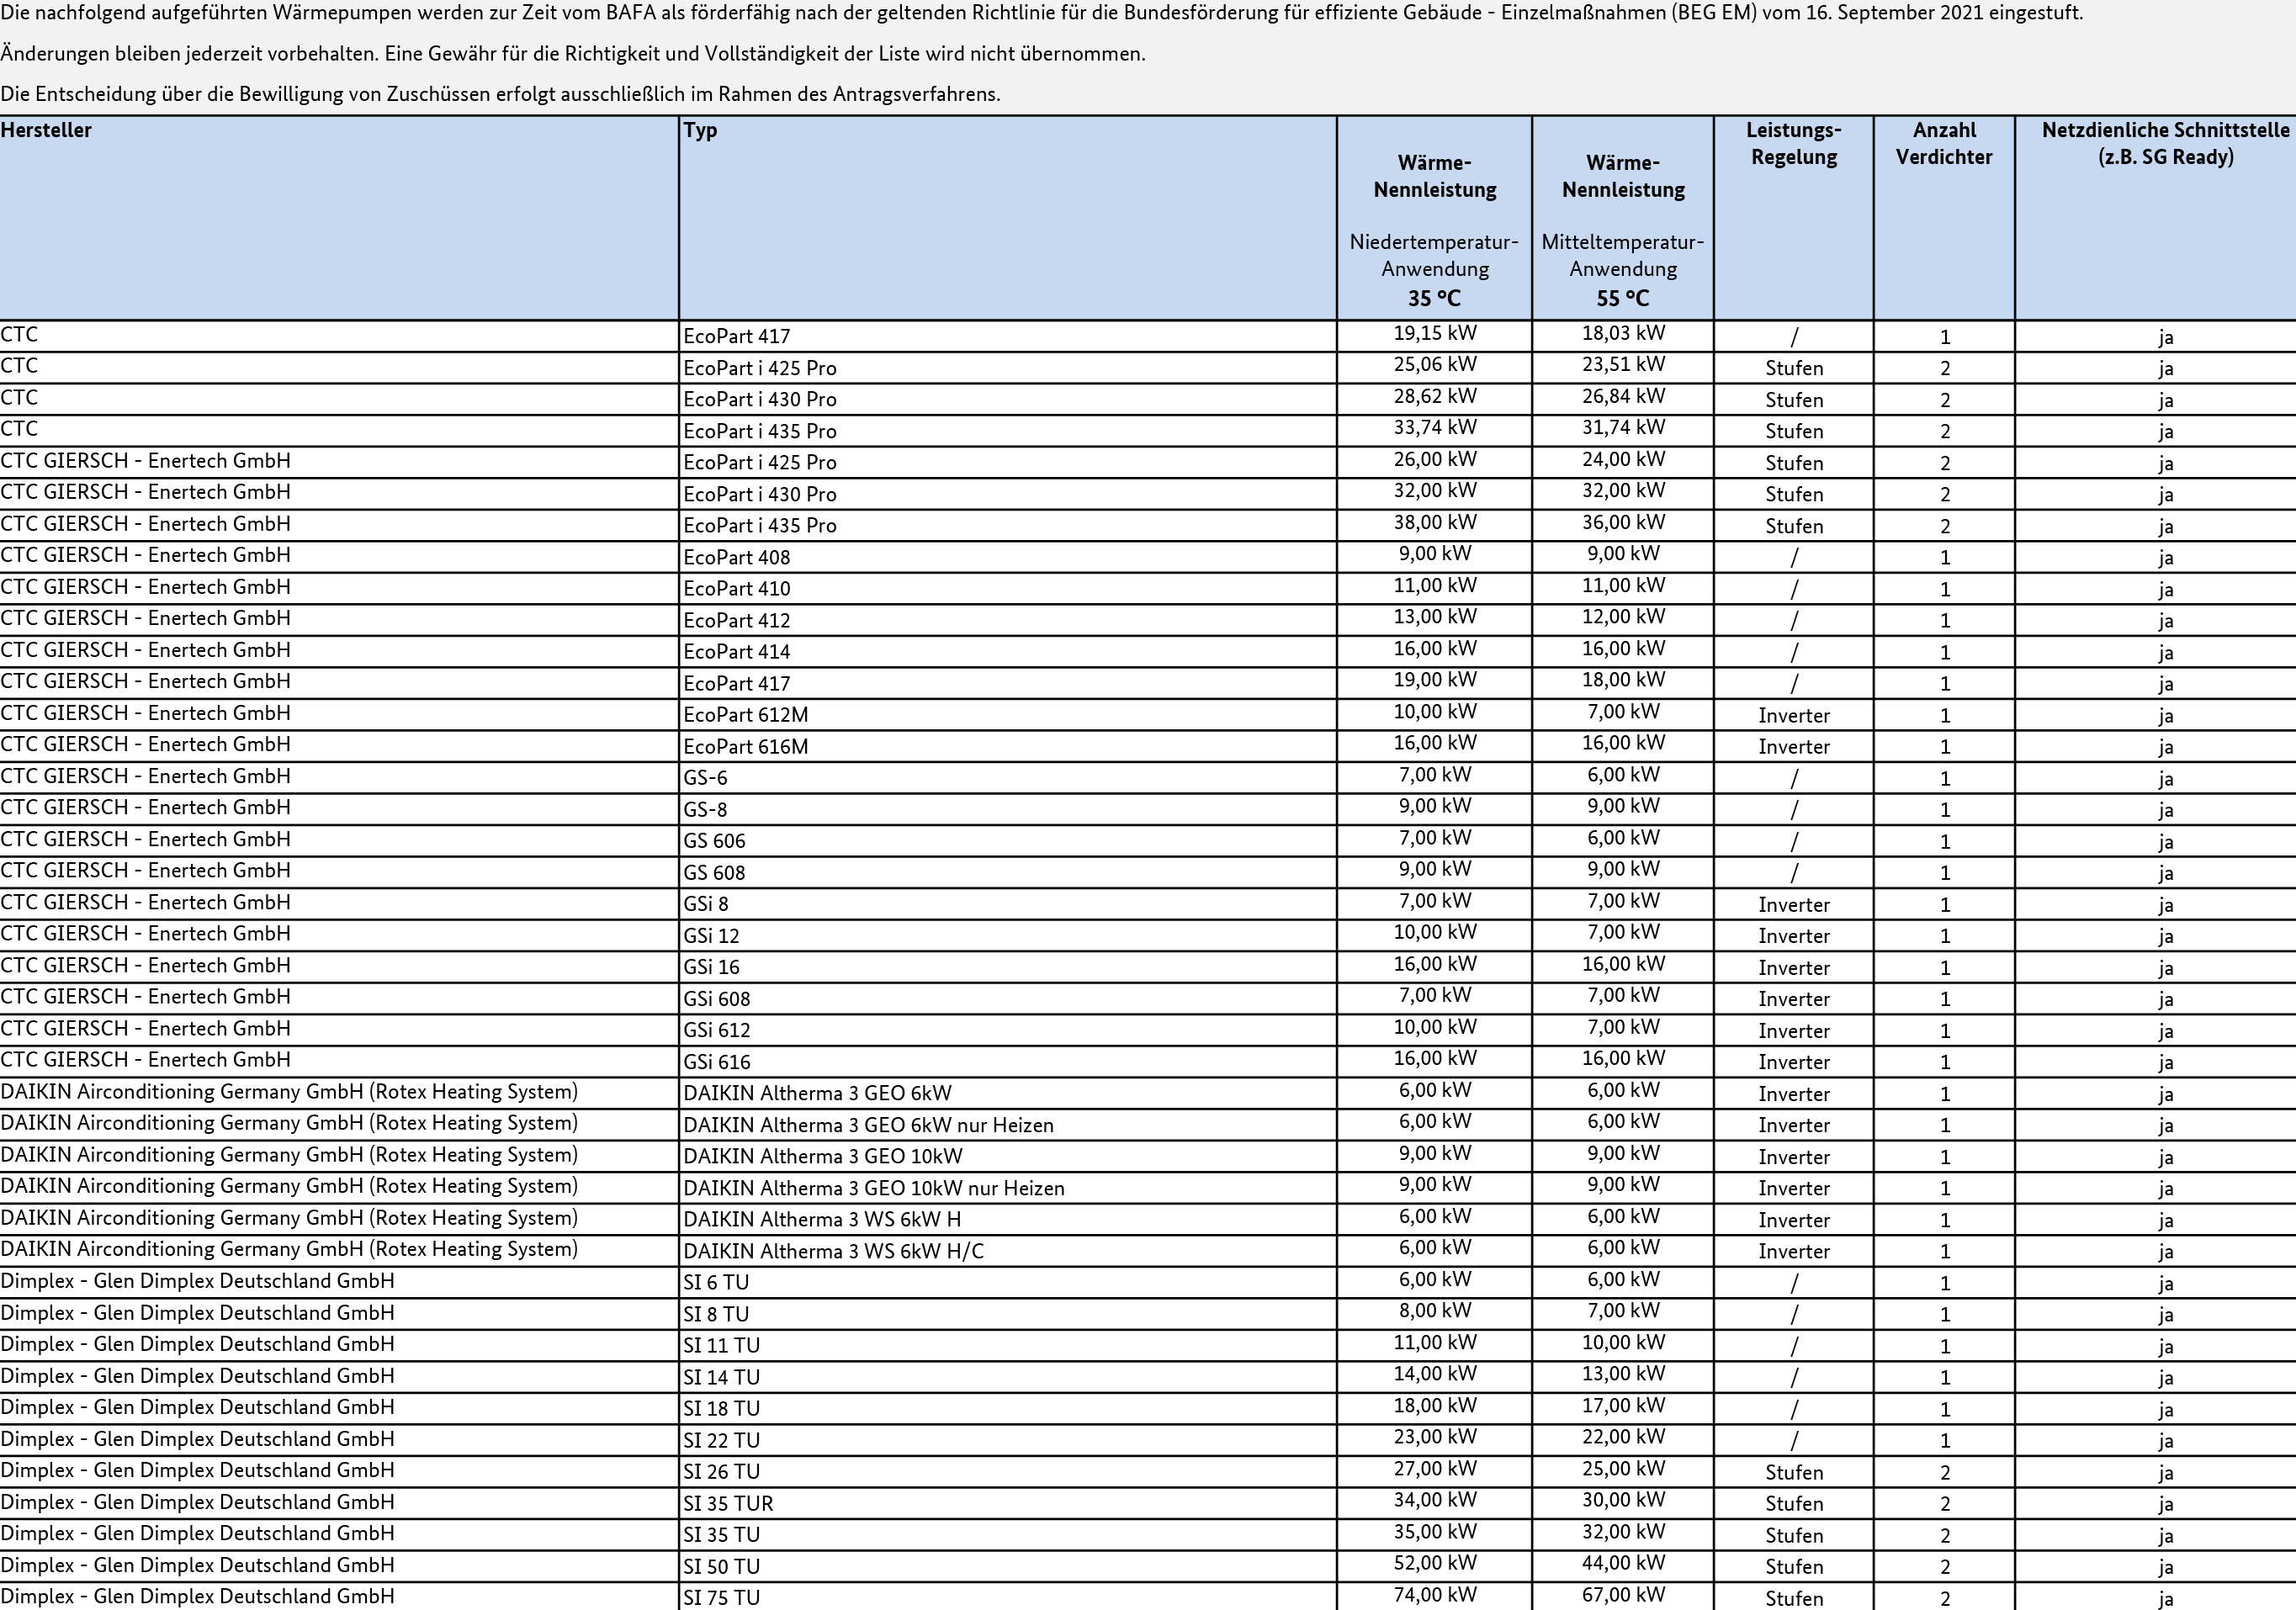 Die nachfolgend aufgeführten Wärmepumpen werden zur Zeit vom BAFA als förderfähig nach der geltenden Richtlinie für die Bundesförderung für effiziente Gebäude - Einzelmaßnahmen (BEG EM) vom 16. September 2021 eingestuft.
Änderungen bleiben jederzeit vorbehalten. Eine Gewähr für die Richtigkeit und Vollständigkeit der Liste wird nicht übernommen.
Die Entscheidung über die Bewilligung von Zuschüssen erfolgt ausschließlich im Rahmen des Antragsverfahrens.
Hersteller Typ Wärme-Nennleistung Niedertemperatur-Anwendung 35 °C Wärme-Nennleistung Mitteltemperatur-Anwendung 55 °C Leistungs-Regelung Anzahl Verdichter Netzdienliche Schnittstelle (z.B. SG Ready)
CTC EcoPart 417 19,15 kW 18,03 kW / 1 ja
CTC EcoPart i 425 Pro 25,06 kW 23,51 kW Stufen 2 ja
CTC EcoPart i 430 Pro 28,62 kW 26,84 kW Stufen 2 ja
CTC EcoPart i 435 Pro 33,74 kW 31,74 kW Stufen 2 ja
CTC GIERSCH - Enertech GmbH EcoPart i 425 Pro 26,00 kW 24,00 kW Stufen 2 ja
CTC GIERSCH - Enertech GmbH EcoPart i 430 Pro 32,00 kW 32,00 kW Stufen 2 ja
CTC GIERSCH - Enertech GmbH EcoPart i 435 Pro 38,00 kW 36,00 kW Stufen 2 ja
CTC GIERSCH - Enertech GmbH EcoPart 408 9,00 kW 9,00 kW / 1 ja
CTC GIERSCH - Enertech GmbH EcoPart 410 11,00 kW 11,00 kW / 1 ja
CTC GIERSCH - Enertech GmbH EcoPart 412 13,00 kW 12,00 kW / 1 ja
CTC GIERSCH - Enertech GmbH EcoPart 414 16,00 kW 16,00 kW / 1 ja
CTC GIERSCH - Enertech GmbH EcoPart 417 19,00 kW 18,00 kW / 1 ja
CTC GIERSCH - Enertech GmbH EcoPart 612M 10,00 kW 7,00 kW Inverter 1 ja
CTC GIERSCH - Enertech GmbH EcoPart 616M 16,00 kW 16,00 kW Inverter 1 ja
CTC GIERSCH - Enertech GmbH GS-6 7,00 kW 6,00 kW / 1 ja
CTC GIERSCH - Enertech GmbH GS-8 9,00 kW 9,00 kW / 1 ja
CTC GIERSCH - Enertech GmbH GS 606 7,00 kW 6,00 kW / 1 ja
CTC GIERSCH - Enertech GmbH GS 608 9,00 kW 9,00 kW / 1 ja
CTC GIERSCH - Enertech GmbH GSi 8 7,00 kW 7,00 kW Inverter 1 ja
CTC GIERSCH - Enertech GmbH GSi 12 10,00 kW 7,00 kW Inverter 1 ja
CTC GIERSCH - Enertech GmbH GSi 16 16,00 kW 16,00 kW Inverter 1 ja
CTC GIERSCH - Enertech GmbH GSi 608 7,00 kW 7,00 kW Inverter 1 ja
CTC GIERSCH - Enertech GmbH GSi 612 10,00 kW 7,00 kW Inverter 1 ja
CTC GIERSCH - Enertech GmbH GSi 616 16,00 kW 16,00 kW Inverter 1 ja
DAIKIN Airconditioning Germany GmbH (Rotex Heating System) DAIKIN Altherma 3 GEO 6kW 6,00 kW 6,00 kW Inverter 1 ja
DAIKIN Airconditioning Germany GmbH (Rotex Heating System) DAIKIN Altherma 3 GEO 6kW nur Heizen 6,00 kW 6,00 kW Inverter 1 ja
DAIKIN Airconditioning Germany GmbH (Rotex Heating System) DAIKIN Altherma 3 GEO 10kW 9,00 kW 9,00 kW Inverter 1 ja
DAIKIN Airconditioning Germany GmbH (Rotex Heating System) DAIKIN Altherma 3 GEO 10kW nur Heizen 9,00 kW 9,00 kW Inverter 1 ja
DAIKIN Airconditioning Germany GmbH (Rotex Heating System) DAIKIN Altherma 3 WS 6kW H 6,00 kW 6,00 kW Inverter 1 ja
DAIKIN Airconditioning Germany GmbH (Rotex Heating System) DAIKIN Altherma 3 WS 6kW H/C 6,00 kW 6,00 kW Inverter 1 ja
Dimplex - Glen Dimplex Deutschland GmbH SI 6 TU 6,00 kW 6,00 kW / 1 ja
Dimplex - Glen Dimplex Deutschland GmbH SI 8 TU 8,00 kW 7,00 kW / 1 ja
Dimplex - Glen Dimplex Deutschland GmbH SI 11 TU 11,00 kW 10,00 kW / 1 ja
Dimplex - Glen Dimplex Deutschland GmbH SI 14 TU 14,00 kW 13,00 kW / 1 ja
Dimplex - Glen Dimplex Deutschland GmbH SI 18 TU 18,00 kW 17,00 kW / 1 ja
Dimplex - Glen Dimplex Deutschland GmbH SI 22 TU 23,00 kW 22,00 kW / 1 ja
Dimplex - Glen Dimplex Deutschland GmbH SI 26 TU 27,00 kW 25,00 kW Stufen 2 ja
Dimplex - Glen Dimplex Deutschland GmbH SI 35 TUR 34,00 kW 30,00 kW Stufen 2 ja
Dimplex - Glen Dimplex Deutschland GmbH SI 35 TU 35,00 kW 32,00 kW Stufen 2 ja
Dimplex - Glen Dimplex Deutschland GmbH SI 50 TU 52,00 kW 44,00 kW Stufen 2 ja
Dimplex - Glen Dimplex Deutschland GmbH SI 75 TU 74,00 kW 67,00 kW Stufen 2 ja